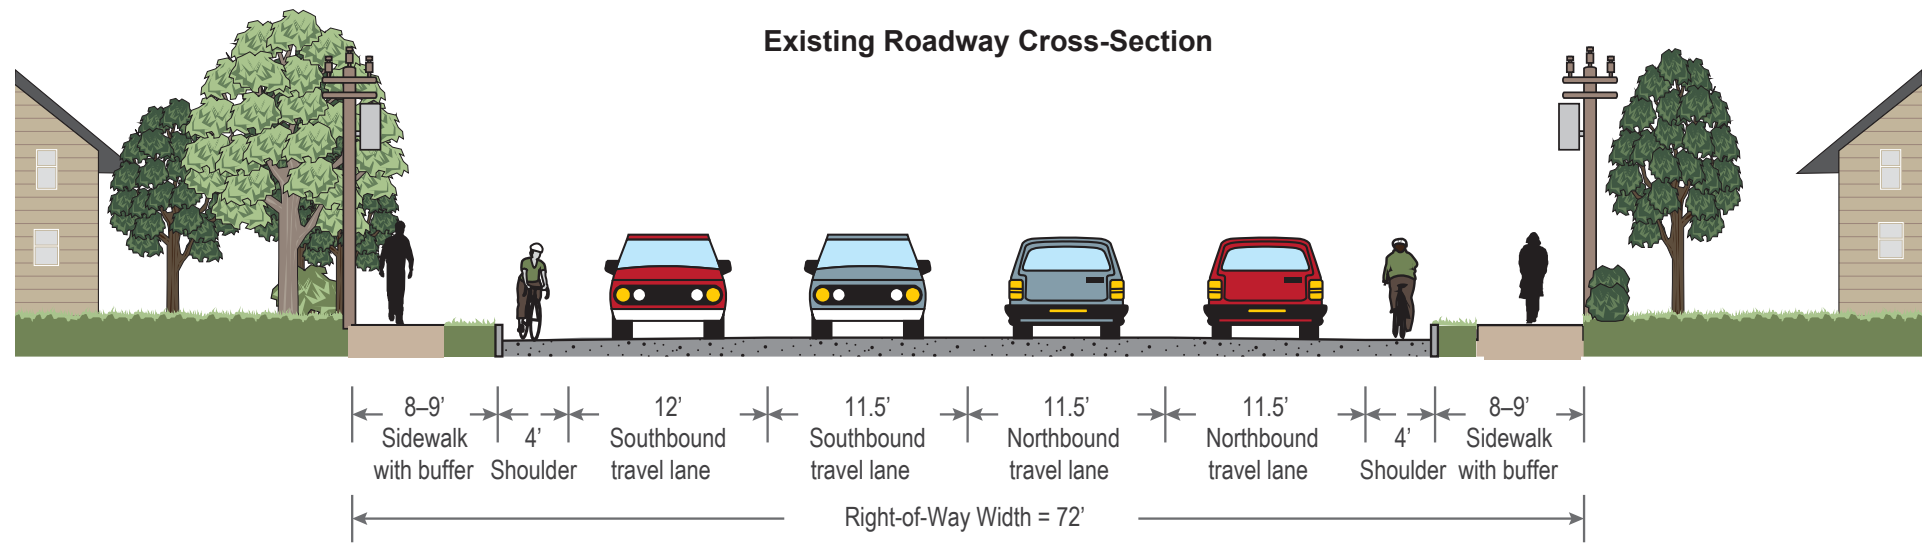 Existing Roadway Cross-Section
8–9’
Sidewalk
with buffer
4’
Shoulder
12’
Southbound
travel lane
11.5’
Southbound
travel lane
11.5’
Northbound
travel lane
11.5’
Northbound
travel lane
4’
Shoulder
8–9’
Sidewalk
with buffer
Right-of-Way Width = 72’